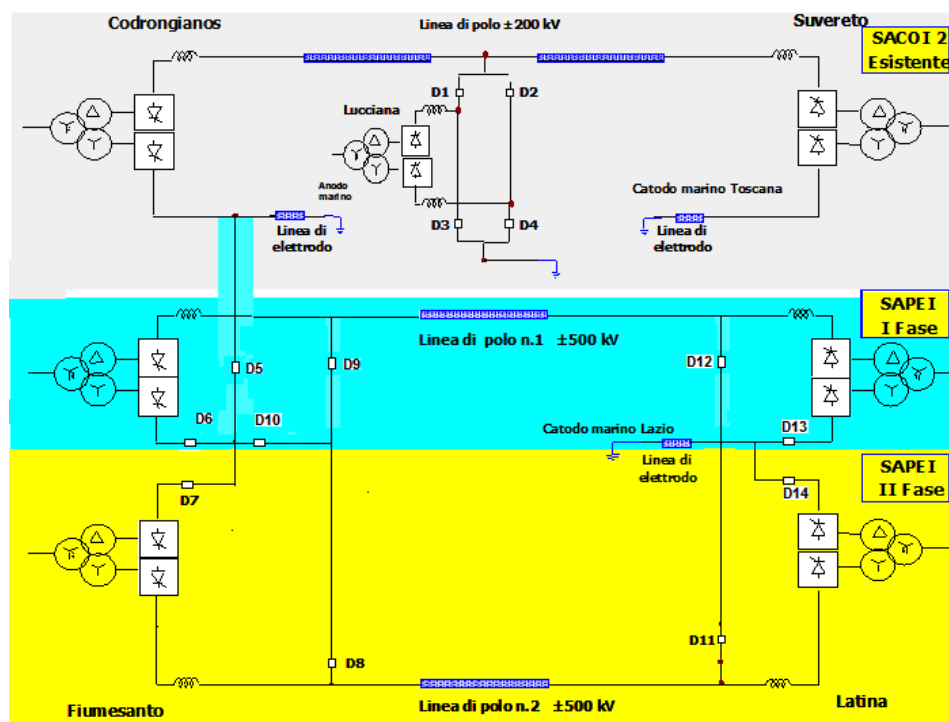 Codrongianos
Linea di polo ±200 kV
Suvereto
SACOI 2
Esistente
D1
D2
Lucciana
Anodo
marino
Catodo marino Toscana
D3
D4
Linea di
elettrodo
Linea di
elettrodo
SAPEI
I Fase
Linea di polo n.1 ±500 kV
D5
D9
D12
D6
D10
Catodo marino Lazio
D13
Linea di
elettrodo
SAPEI
II Fase
D7
D14
D11
D8
Fiumesanto
Linea di polo n.2 ±500 kV
Latina